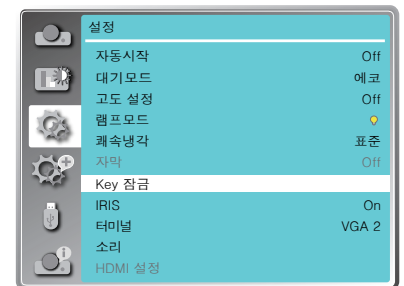 설정
자동시작 Off
대기모드 에코
고도 설정 Off
램프모드
쾌속냉각 표준
자막 Off
Key 잠금
IRIS On
터미널 VGA 2
소리
HDMI 설정